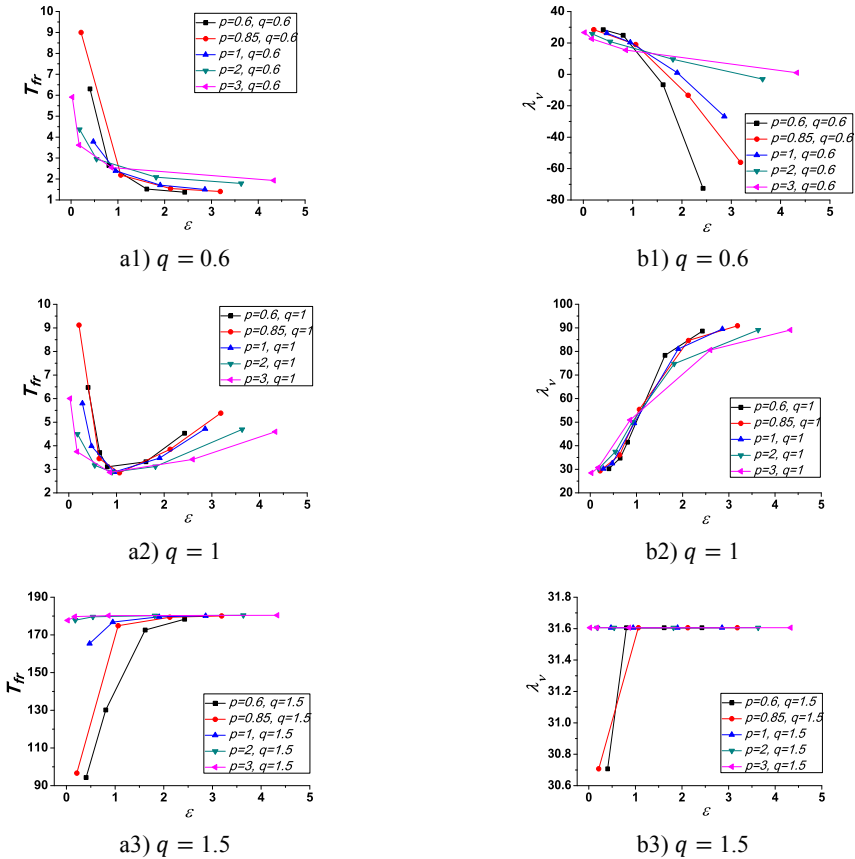 10
9
8
7
6
5
4
3
2
1
T_fr
p=0.6, q=0.6
p=0.85, q=0.6
p=1, q=0.6
p=2, q=0.6
p=3, q=0.6
0 1 2 3 4 5
ε
a1) q = 0.6
40
20
0
-20
-40
-60
-80
λ_ν
p=0.6, q=0.6
p=0.85, q=0.6
p=1, q=0.6
p=2, q=0.6
p=3, q=0.6
0 1 2 3 4 5
ε
b1) q = 0.6
10
9
8
7
6
5
4
3
2
T_fr
p=0.6, q=1
p=0.85, q=1
p=1, q=1
p=2, q=1
p=3, q=1
0 1 2 3 4 5
ε
a2) q = 1
100
90
80
70
60
50
40
30
20
λ_ν
p=0.6, q=1
p=0.85, q=1
p=1, q=1
p=2, q=1
p=3, q=1
0 1 2 3 4 5
ε
b2) q = 1
190
170
150
130
110
90
T_fr
p=0.6, q=1.5
p=0.85, q=1.5
p=1, q=1.5
p=2, q=1.5
p=3, q=1.5
0 1 2 3 4 5
ε
a3) q = 1.5
31.8
31.6
31.4
31.2
31.0
30.8
30.6
λ_ν
p=0.6, q=1.5
p=0.85, q=1.5
p=1, q=1.5
p=2, q=1.5
p=3, q=1.5
0 1 2 3 4 5
ε
b3) q = 1.5